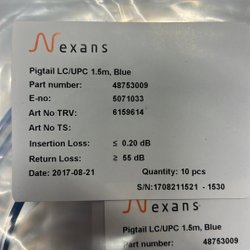 Nexans
Pigtail LC/UPC 1.5m, Blue
Part number: 48753009
E-no: 5071033
Art No TRV: 6159614
Art No TS:
Insertion Loss: ≤ 0.20 dB
Return Loss: ≥ 55 dB
Date: 2017-08-21 Quantity: 10 pcs
S/N:1708211521 - 1530
Nexans
Pigtail LC/UPC 1.5m, Blue
Part number: 48753009